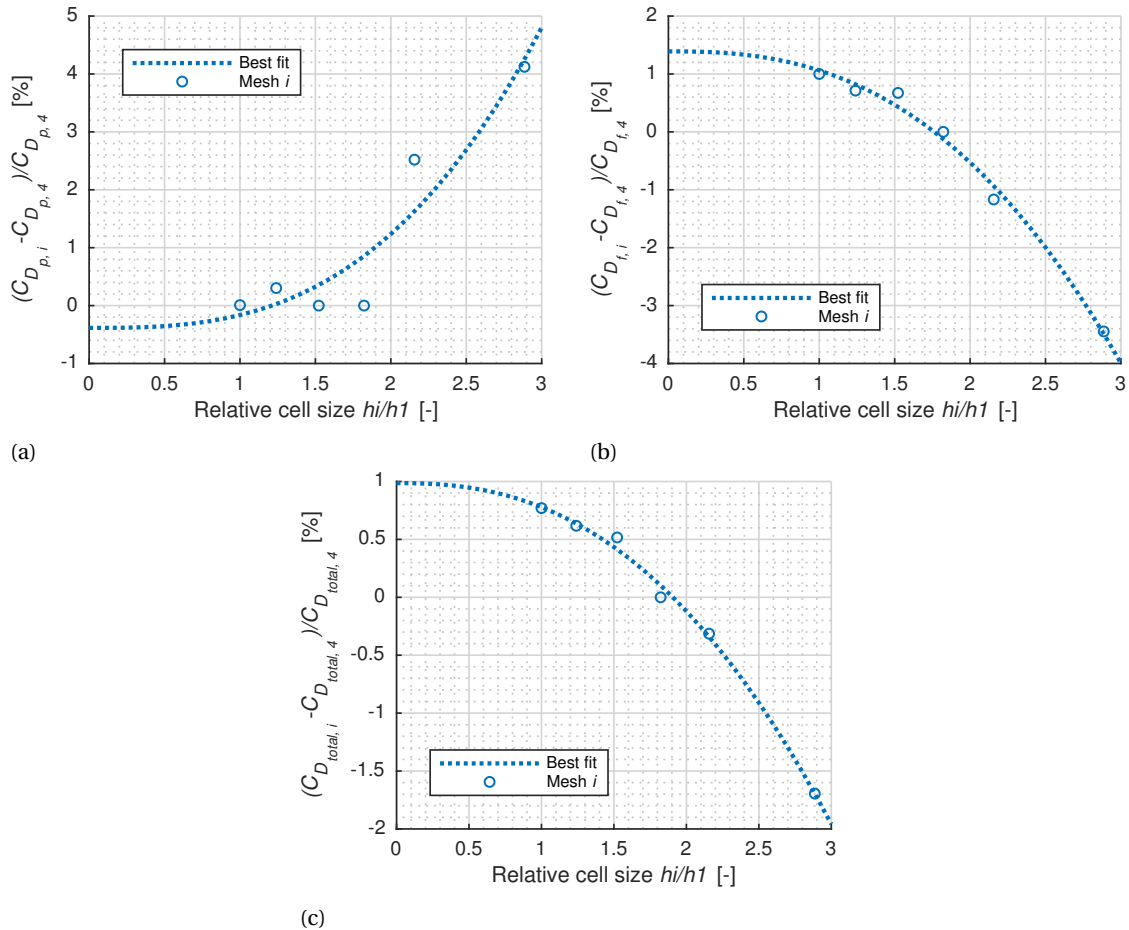 5
4
3
2
1
0
-1
(C_{D_{p, i}} -C_{D_{p, 4}})/C_{D_{p, 4}} [%]
Best fit
Mesh i
0 0.5 1 1.5 2 2.5 3
Relative cell size hi/h1 [-]
(a)
2
1
0
-1
-2
-3
-4
(C_{D_{f, i}} -C_{D_{f, 4}})/C_{D_{f, 4}} [%]
Best fit
Mesh i
0 0.5 1 1.5 2 2.5 3
Relative cell size hi/h1 [-]
(b)
1
0.5
0
-0.5
-1
-1.5
-2
(C_{D_{total, i}} -C_{D_{total, 4}})/C_{D_{total, 4}} [%]
Best fit
Mesh i
0 0.5 1 1.5 2 2.5 3
Relative cell size hi/h1 [-]
(c)